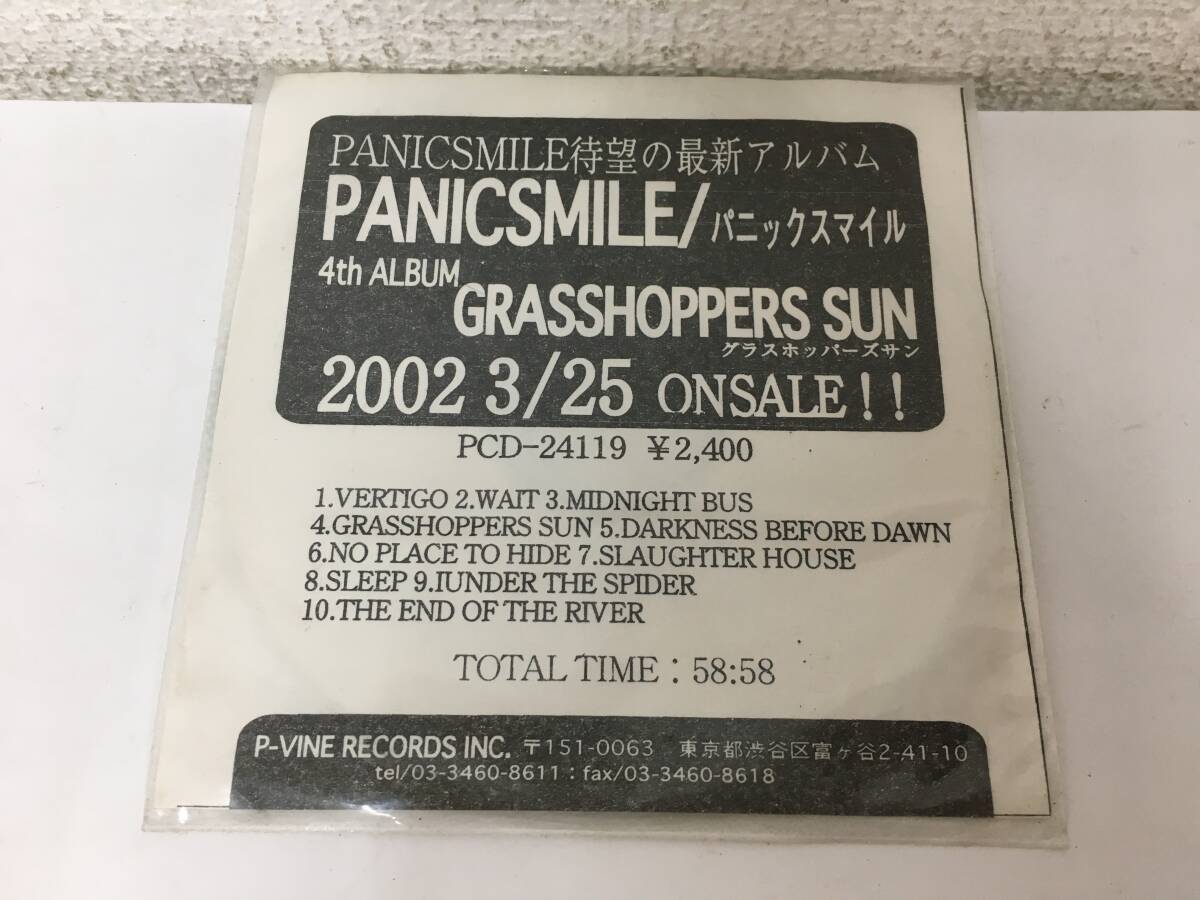 PANICSMILE待望の最新アルバム
PANICSMILE/パニックスマイル
4th ALBUM
GRASSHOPPERS SUN
グラスホッパーズサン
2002 3/25 ONSALE!!
PCD-24119 ¥2,400
1.VERTIGO 2.WAIT 3.MIDNIGHT BUS
4.GRASSHOPPERS SUN 5.DARKNESS BEFORE DAWN
6.NO PLACE TO HIDE 7.SLAUGHTER HOUSE
8.SLEEP 9.IUNDER THE SPIDER
10.THE END OF THE RIVER
TOTAL TIME : 58:58
P-VINE RECORDS INC. 〒151-0063 東京都渋谷区富ヶ谷2-41-10
tel/03-3460-8611 : fax/03-3460-8618